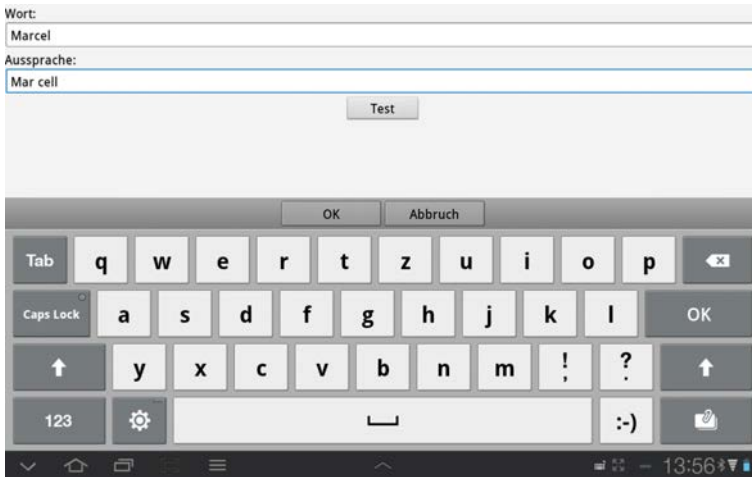 Wort:
Marcel
Aussprache:
Mar cell
Test
OK Abbruch
Tab q w e r t z u i o p
Caps Lock a s d f g h j k l OK
y x c v b n m ! , ? .
123 :-)
13:56